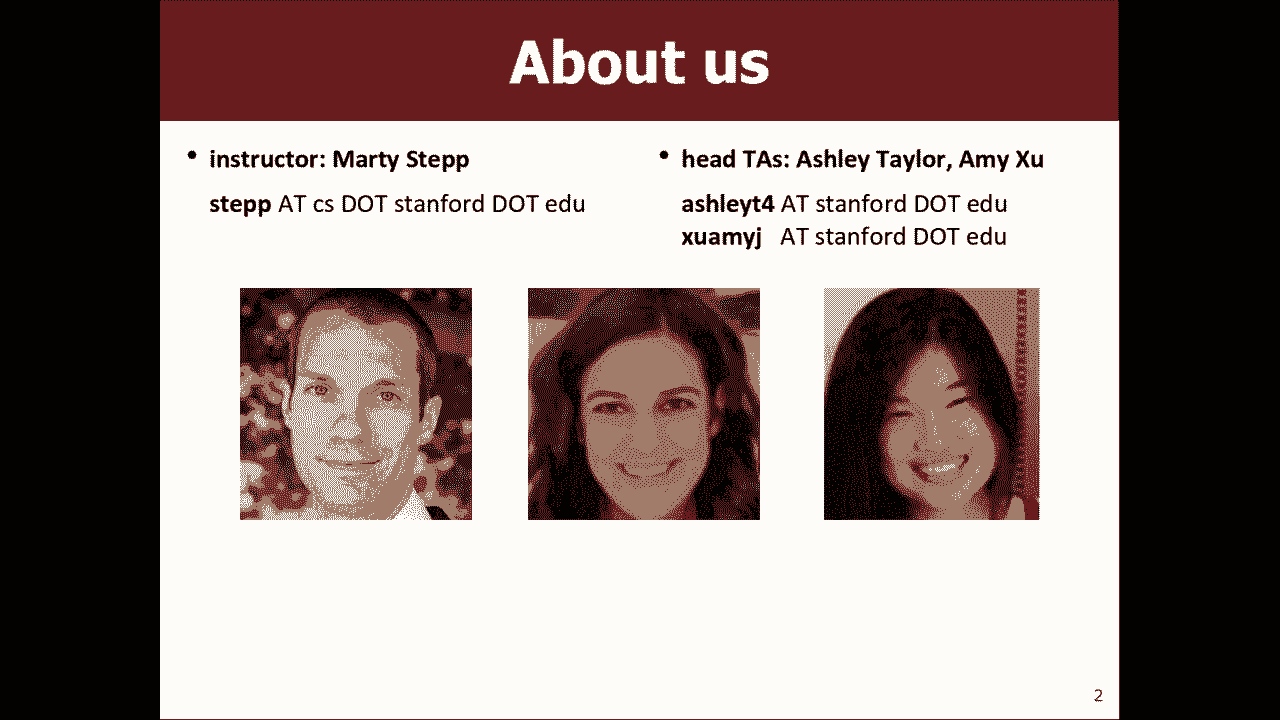 About us
• instructor: Marty Stepp
stepp AT cs DOT stanford DOT edu
• head TAs: Ashley Taylor, Amy Xu
ashleyt4 AT stanford DOT edu
xuamyj AT stanford DOT edu
2